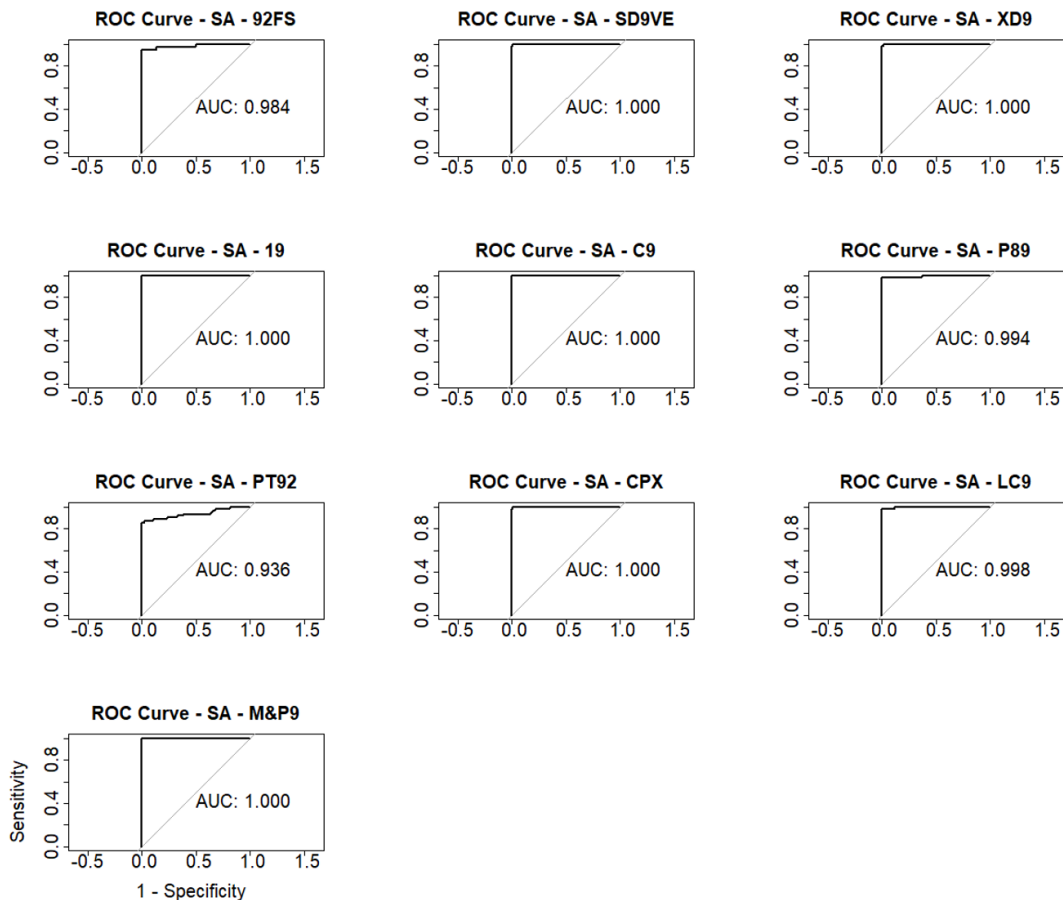 ROC Curve - SA - 92FS
0.0 0.4 0.8
AUC: 0.984
-0.5 0.0 0.5 1.0 1.5
ROC Curve - SA - SD9VE
0.0 0.4 0.8
AUC: 1.000
-0.5 0.0 0.5 1.0 1.5
ROC Curve - SA - XD9
0.0 0.4 0.8
AUC: 1.000
-0.5 0.0 0.5 1.0 1.5
ROC Curve - SA - 19
0.0 0.4 0.8
AUC: 1.000
-0.5 0.0 0.5 1.0 1.5
ROC Curve - SA - C9
0.0 0.4 0.8
AUC: 1.000
-0.5 0.0 0.5 1.0 1.5
ROC Curve - SA - P89
0.0 0.4 0.8
AUC: 0.994
-0.5 0.0 0.5 1.0 1.5
ROC Curve - SA - PT92
0.0 0.4 0.8
AUC: 0.936
-0.5 0.0 0.5 1.0 1.5
ROC Curve - SA - CPX
0.0 0.4 0.8
AUC: 1.000
-0.5 0.0 0.5 1.0 1.5
ROC Curve - SA - LC9
0.0 0.4 0.8
AUC: 0.998
-0.5 0.0 0.5 1.0 1.5
ROC Curve - SA - M&P9
Sensitivity
0.0 0.4 0.8
AUC: 1.000
-0.5 0.0 0.5 1.0 1.5
1 - Specificity